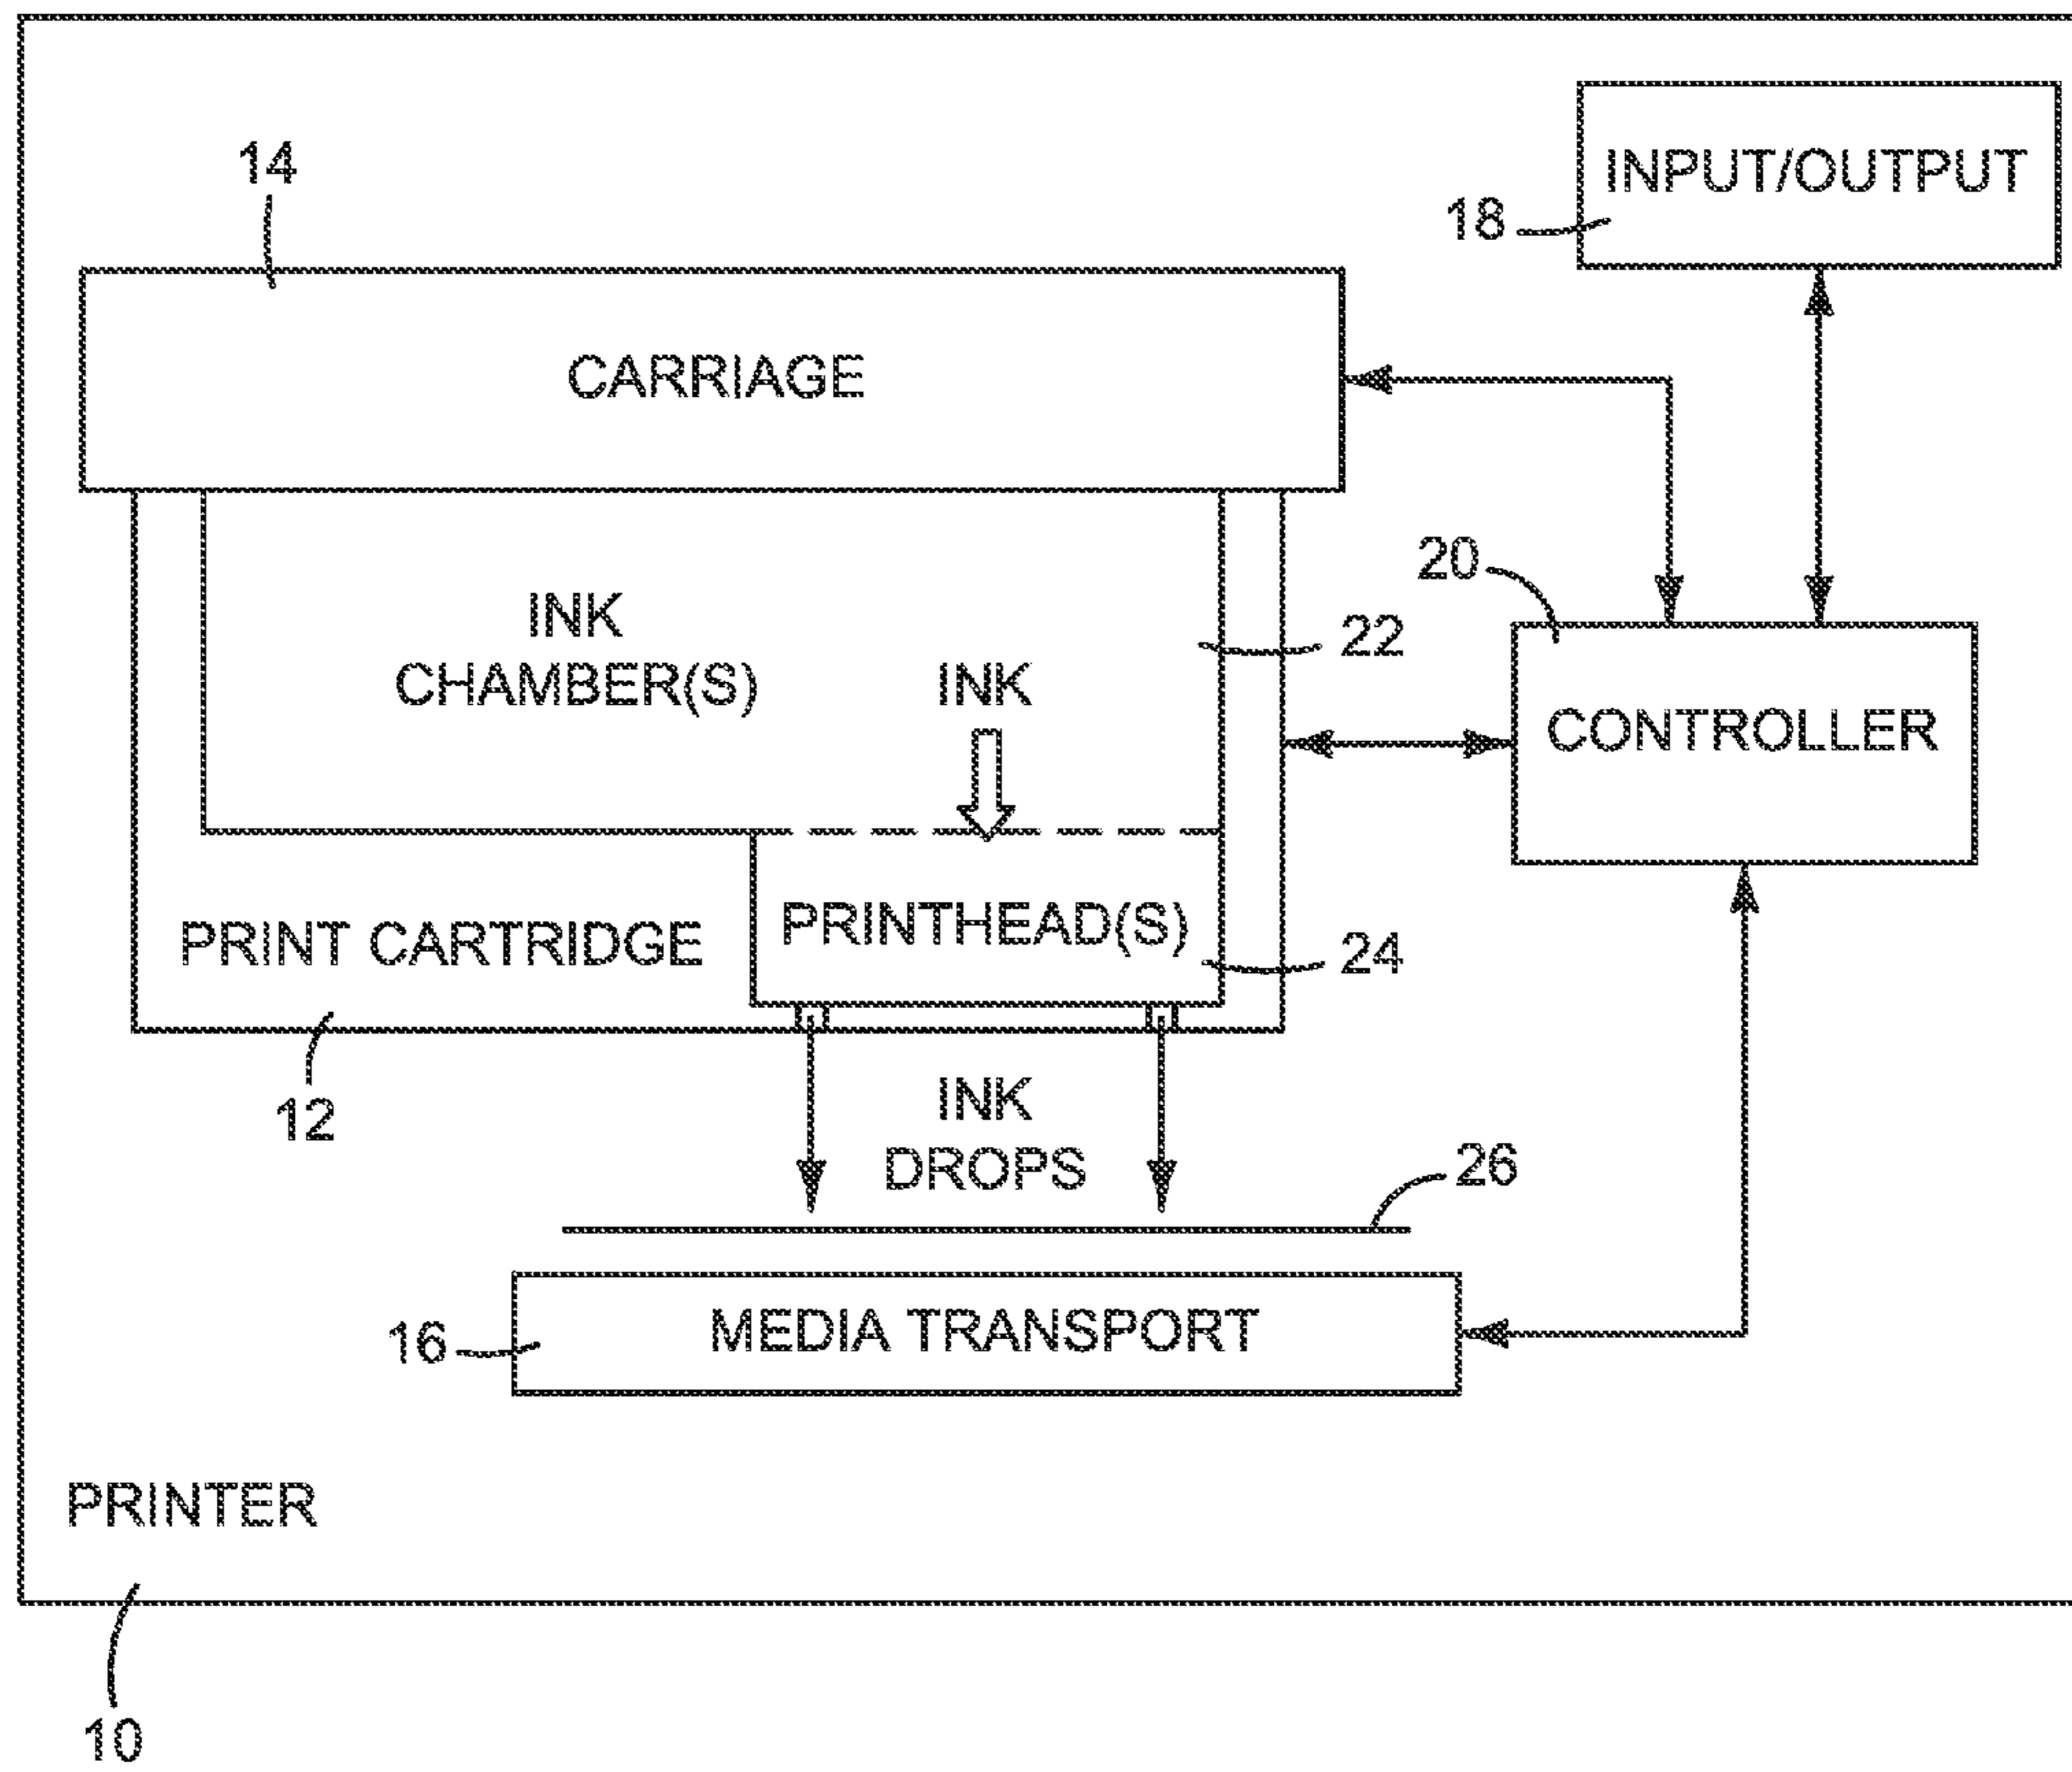 14
INPUT/OUTPUT
18
CARRIAGE
20
INK
CHAMBER(S)
INK
22
CONTROLLER
PRINTHEAD(S)
PRINT CARTRIDGE
24
12
INK
DROPS
26
16
MEDIA TRANSPORT
PRINTER
10